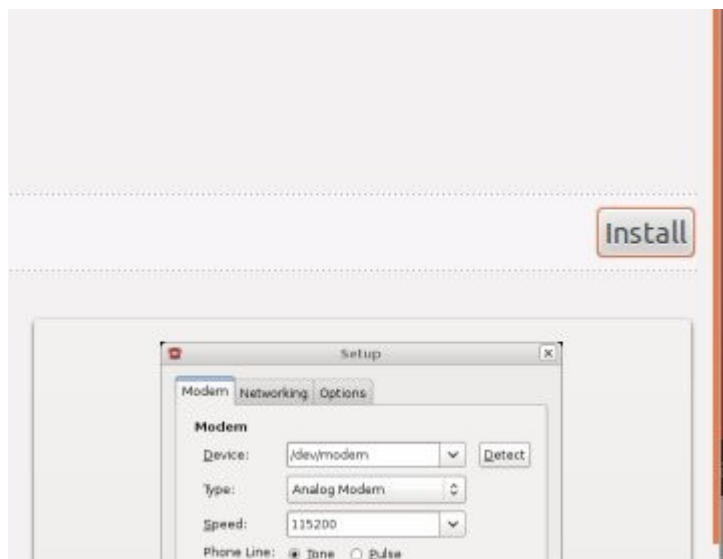 Install
Setup
Modem Networking Options
Modem
Device: /dev/modem Detect
Type: Analog Modem
Speed: 115200
Phone Line: Tone Pulse